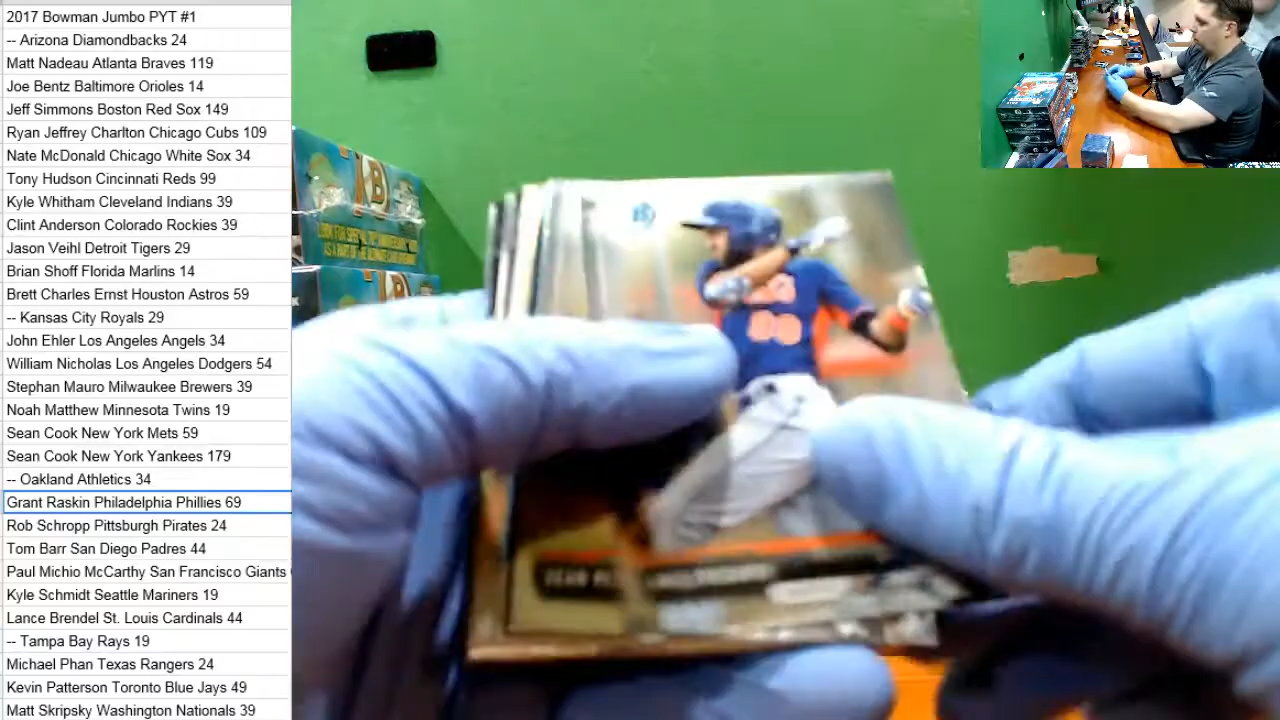 2017 Bowman Jumbo PYT #1
-- Arizona Diamondbacks 24
Matt Nadeau Atlanta Braves 119
Joe Bentz Baltimore Orioles 14
Jeff Simmons Boston Red Sox 149
Ryan Jeffrey Charlton Chicago Cubs 109
Nate McDonald Chicago White Sox 34
Tony Hudson Cincinnati Reds 99
Kyle Whitham Cleveland Indians 39
Clint Anderson Colorado Rockies 39
Jason Veihl Detroit Tigers 29
Brian Shoff Florida Marlins 14
Brett Charles Ernst Houston Astros 59
-- Kansas City Royals 29
John Ehler Los Angeles Angels 34
William Nicholas Los Angeles Dodgers 54
Stephan Mauro Milwaukee Brewers 39
Noah Matthew Minnesota Twins 19
Sean Cook New York Mets 59
Sean Cook New York Yankees 179
-- Oakland Athletics 34
Grant Raskin Philadelphia Phillies 69
Rob Schropp Pittsburgh Pirates 24
Tom Barr San Diego Padres 44
Paul Michio McCarthy San Francisco Giants
Kyle Schmidt Seattle Mariners 19
Lance Brendel St. Louis Cardinals 44
-- Tampa Bay Rays 19
Michael Phan Texas Rangers 24
Kevin Patterson Toronto Blue Jays 49
Matt Skripsky Washington Nationals 39
B